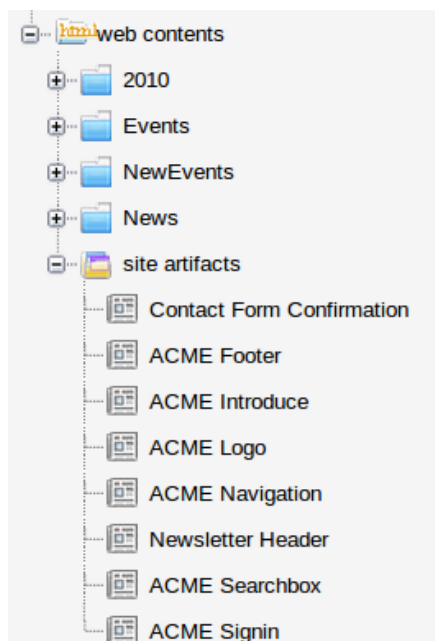 html web contents
2010
Events
NewEvents
News
site artifacts
Contact Form Confirmation
ACME Footer
ACME Introduce
ACME Logo
ACME Navigation
Newsletter Header
ACME Searchbox
ACME Signin